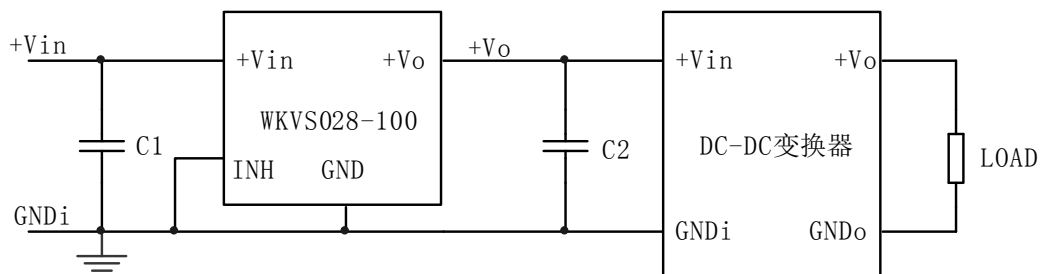 +Vin
+Vin
+Vo
+Vo
+Vin
+Vo
WKVS028-100
C1
C2
DC-DC变换器
LOAD
INH
GND
GNDi
GNDi
GNDo